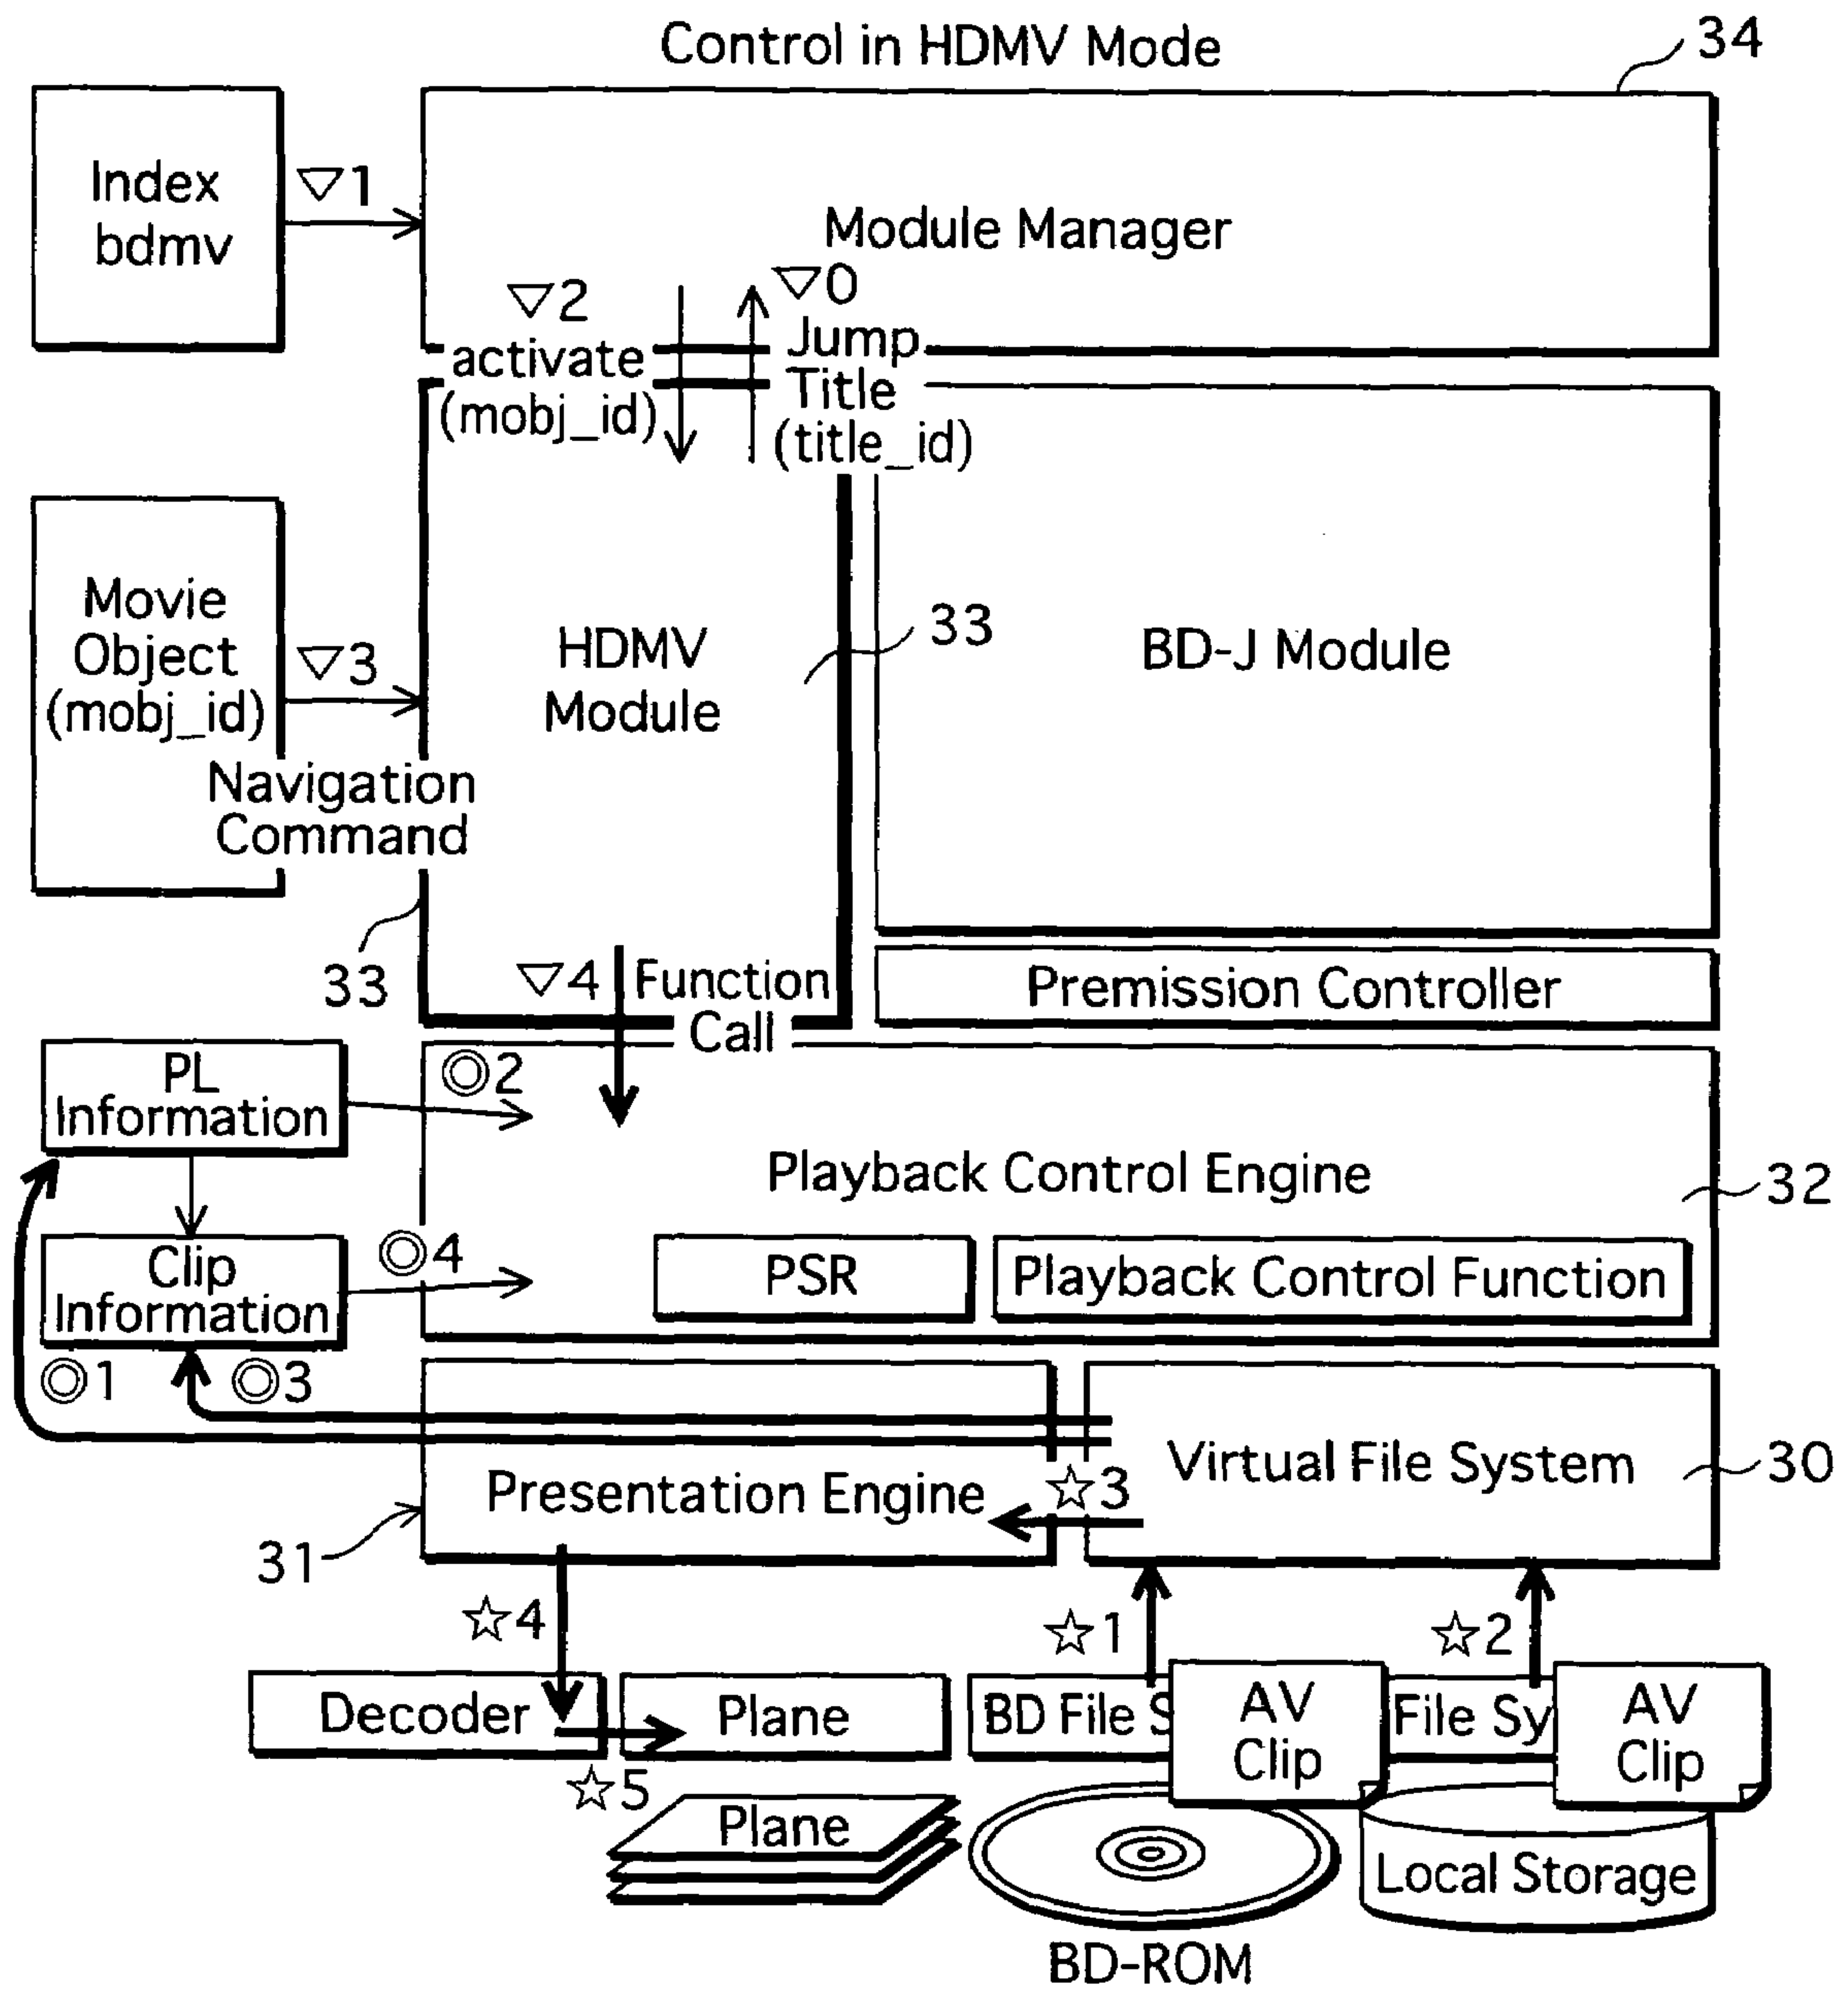 Control in HDMV Mode
34
Index
bdmv
▽1
Module Manager
▽2
activate
(mobj_id)
▽0
Jump
Title
(title_id)
Movie
Object
(mobj_id)
▽3
Navigation
Command
HDMV
Module
33
BD-J Module
33
▽4
Function
Call
Premission Controller
PL
Information
◎2
Playback Control Engine
32
Clip
Information
◎4
PSR
Playback Control Function
◎1
◎3
Presentation Engine
31
☆3
Virtual File System
30
☆4
☆1
☆2
Decoder
Plane
BD File S
AV
Clip
File Sy
AV
Clip
☆5
Plane
Local Storage
BD-ROM